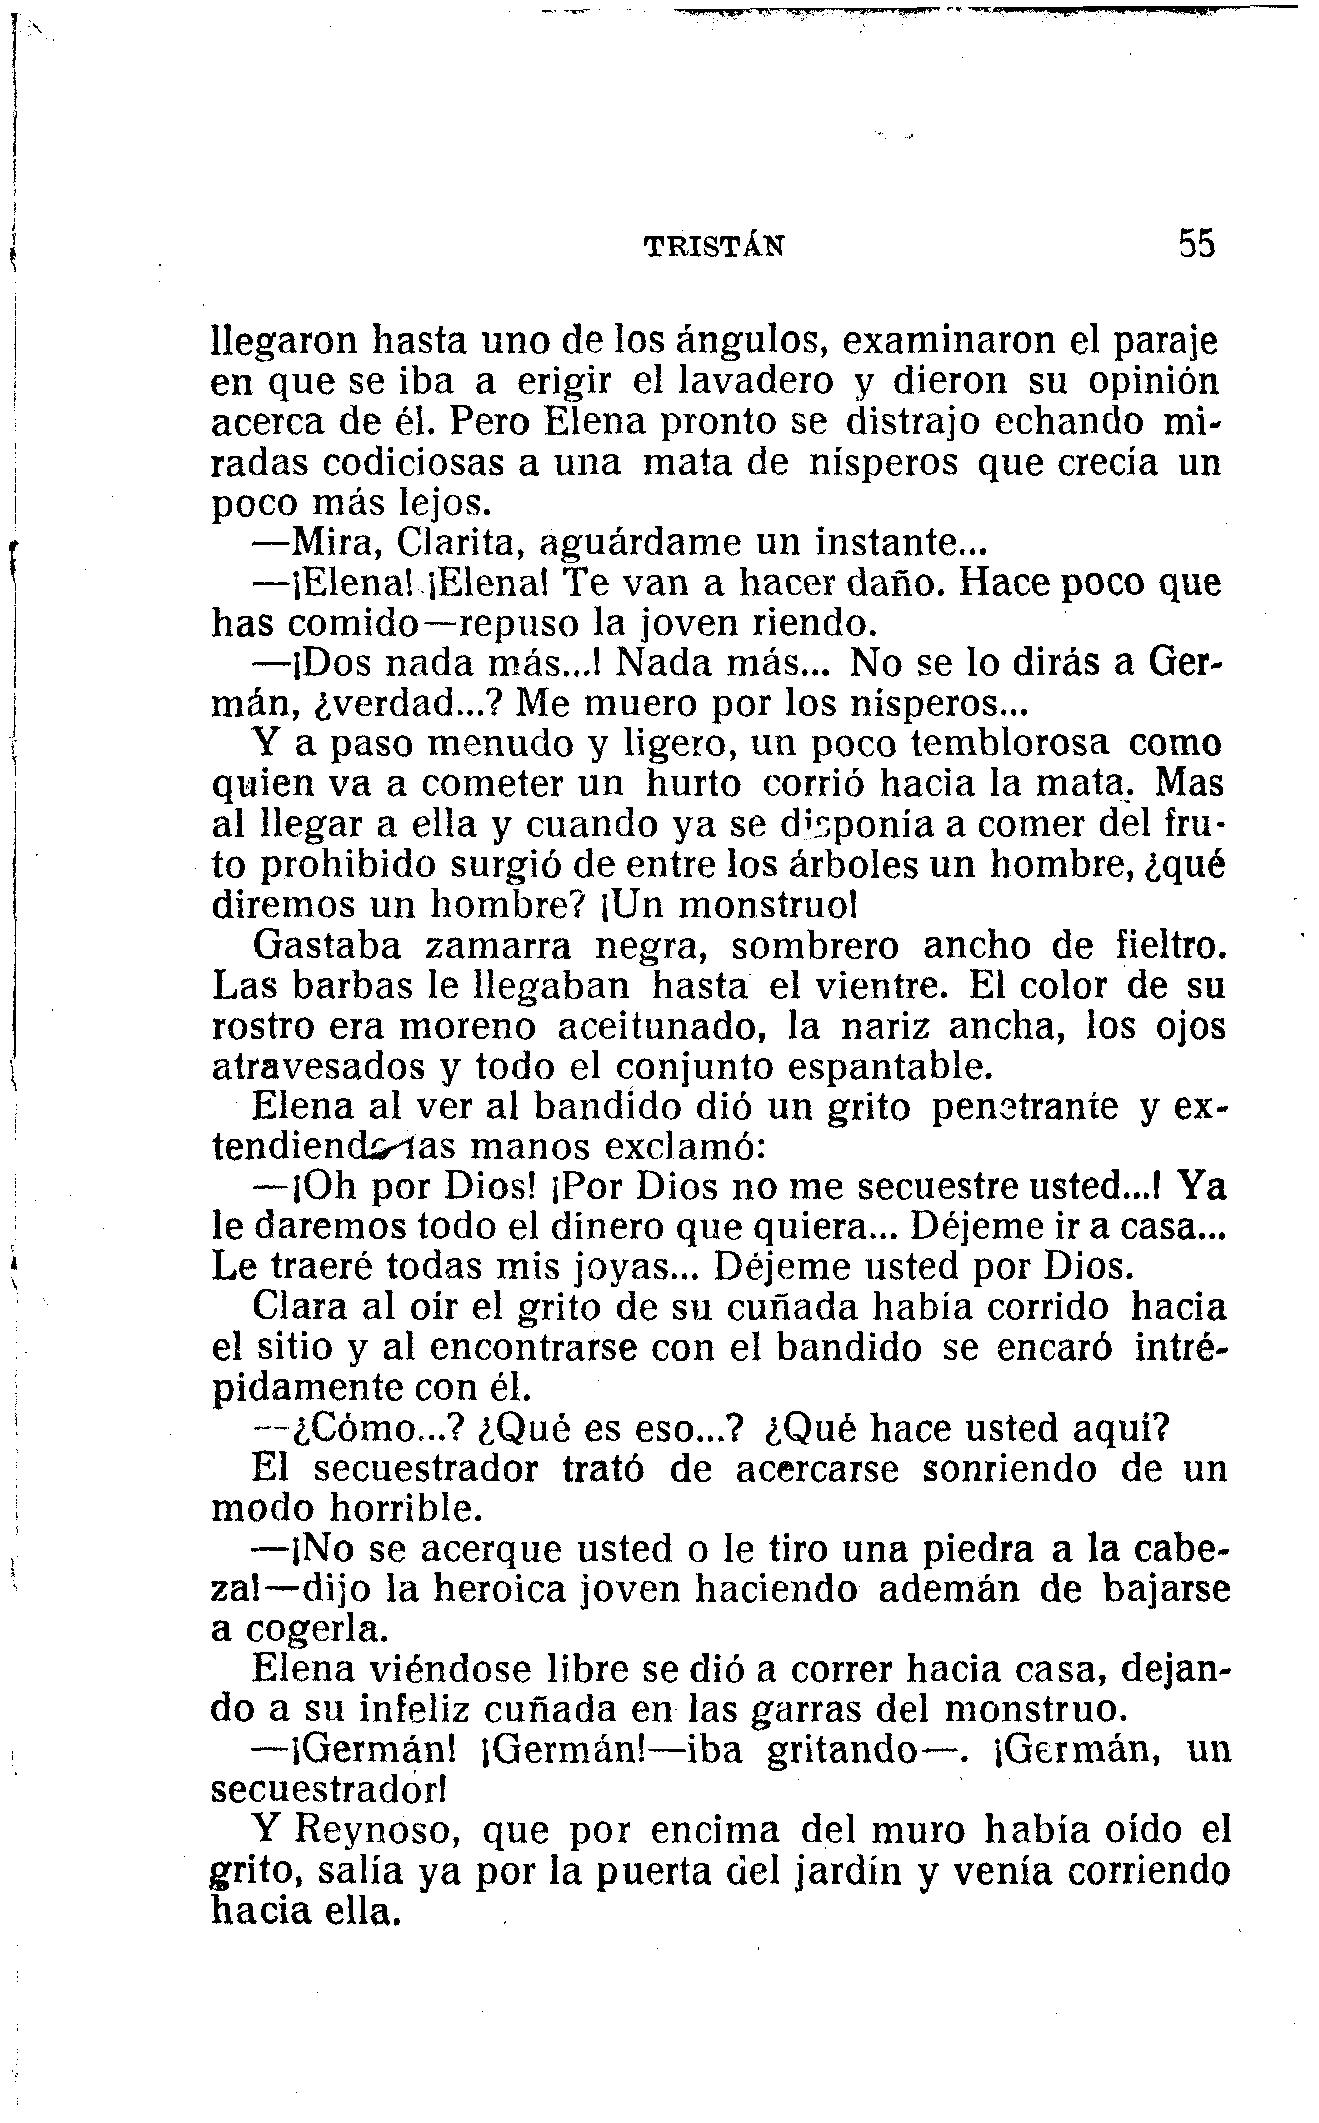 TRISTÁN 55
llegaron hasta uno de los ángulos, examinaron el paraje
en que se iba a erigir el lavadero y dieron su opinión
acerca de él. Pero Elena pronto se distrajo echando mi-
radas codiciosas a una mata de nísperos que crecía un
poco más lejos.
—Mira, Clarita, aguárdame un instante...
—¡Elena! ¡Elena! Te van a hacer daño. Hace poco que
has comido—repuso la joven riendo.
—¡Dos nada más...! Nada más... No se lo dirás a Ger-
mán, ¿verdad...? Me muero por los nísperos...
Y a paso menudo y ligero, un poco temblorosa como
quien va a cometer un hurto corrió hacia la mata. Mas
al llegar a ella y cuando ya se disponía a comer del fru-
to prohibido surgió de entre los árboles un hombre, ¿qué
diremos un hombre? ¡Un monstruo!
Gastaba zamarra negra, sombrero ancho de fieltro.
Las barbas le llegaban hasta el vientre. El color de su
rostro era moreno aceitunado, la nariz ancha, los ojos
atravesados y todo el conjunto espantable.
Elena al ver al bandido dió un grito penetrante y ex-
tendiendo las manos exclamó:
—¡Oh por Dios! ¡Por Dios no me secuestre usted...! Ya
le daremos todo el dinero que quiera... Déjeme ir a casa...
Le traeré todas mis joyas... Déjeme usted por Dios.
Clara al oír el grito de su cuñada había corrido hacia
el sitio y al encontrarse con el bandido se encaró intré-
pidamente con él.
—¿Cómo...? ¿Qué es eso...? ¿Qué hace usted aquí?
El secuestrador trató de acercarse sonriendo de un
modo horrible.
—¡No se acerque usted o le tiro una piedra a la cabe-
za!—dijo la heroica joven haciendo ademán de bajarse
a cogerla.
Elena viéndose libre se dió a correr hacia casa, dejan-
do a su infeliz cuñada en las garras del monstruo.
—¡Germán! ¡Germán!—iba gritando—. ¡Germán, un
secuestrador!
Y Reynoso, que por encima del muro había oído el
grito, salía ya por la puerta del jardín y venía corriendo
hacia ella.